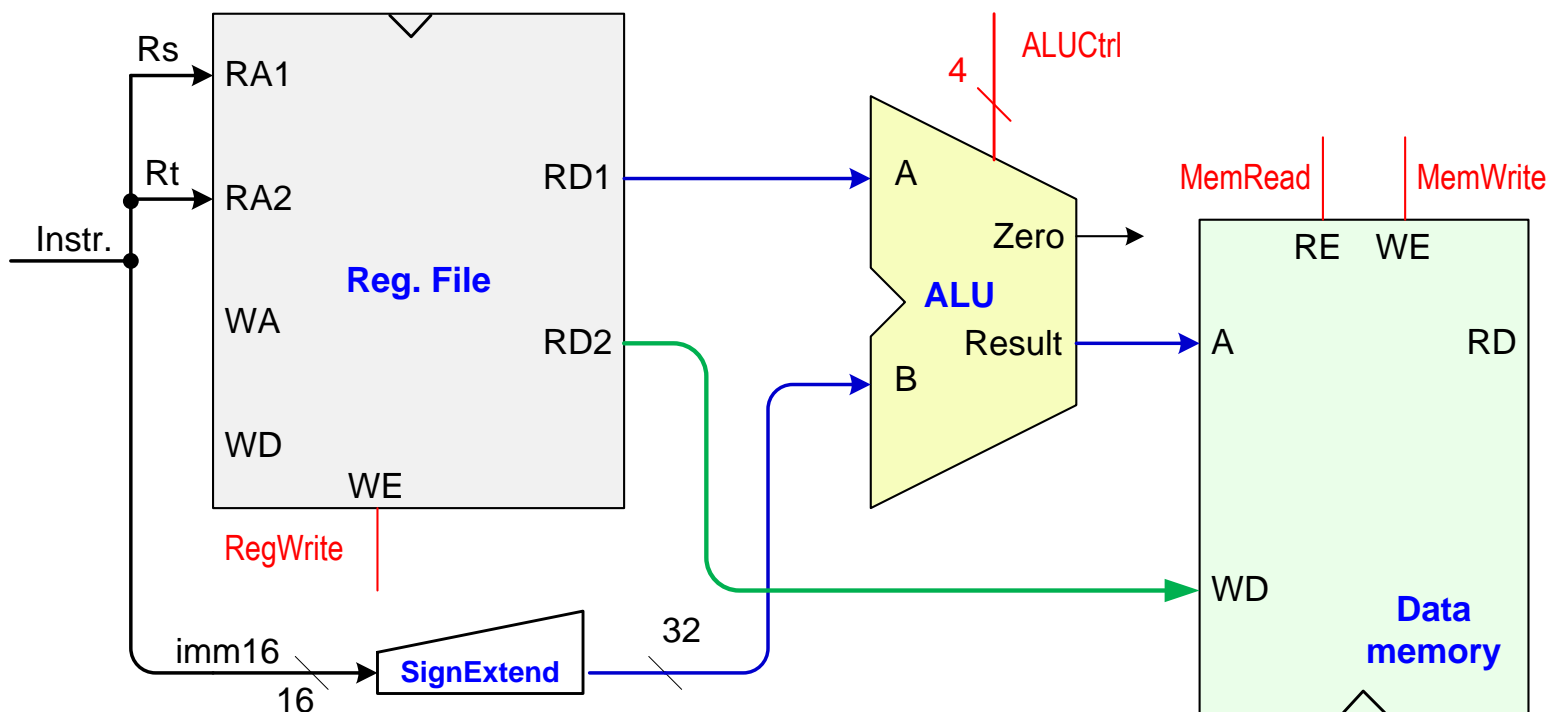 Rs
RA1
Rt
RA2
Instr.
Reg. File
WA
WD
WE
RegWrite
RD1
RD2
imm16
16
SignExtend
32
ALUCtrl
4
A
Zero
ALU
Result
B
MemRead
MemWrite
RE WE
A
RD
WD
Data
memory